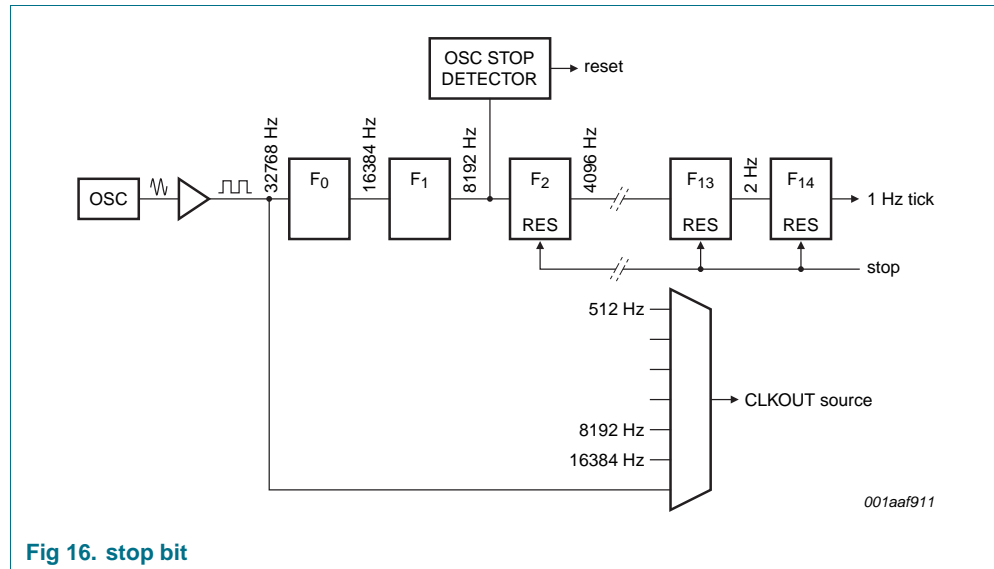 OSC STOP
DETECTOR
reset
32768 Hz
16384 Hz
8192 Hz
4096 Hz
2 Hz
OSC
F0
F1
F2
RES
F13
RES
F14
RES
1 Hz tick
stop
512 Hz
CLKOUT source
8192 Hz
16384 Hz
001aaf911
Fig 16. stop bit